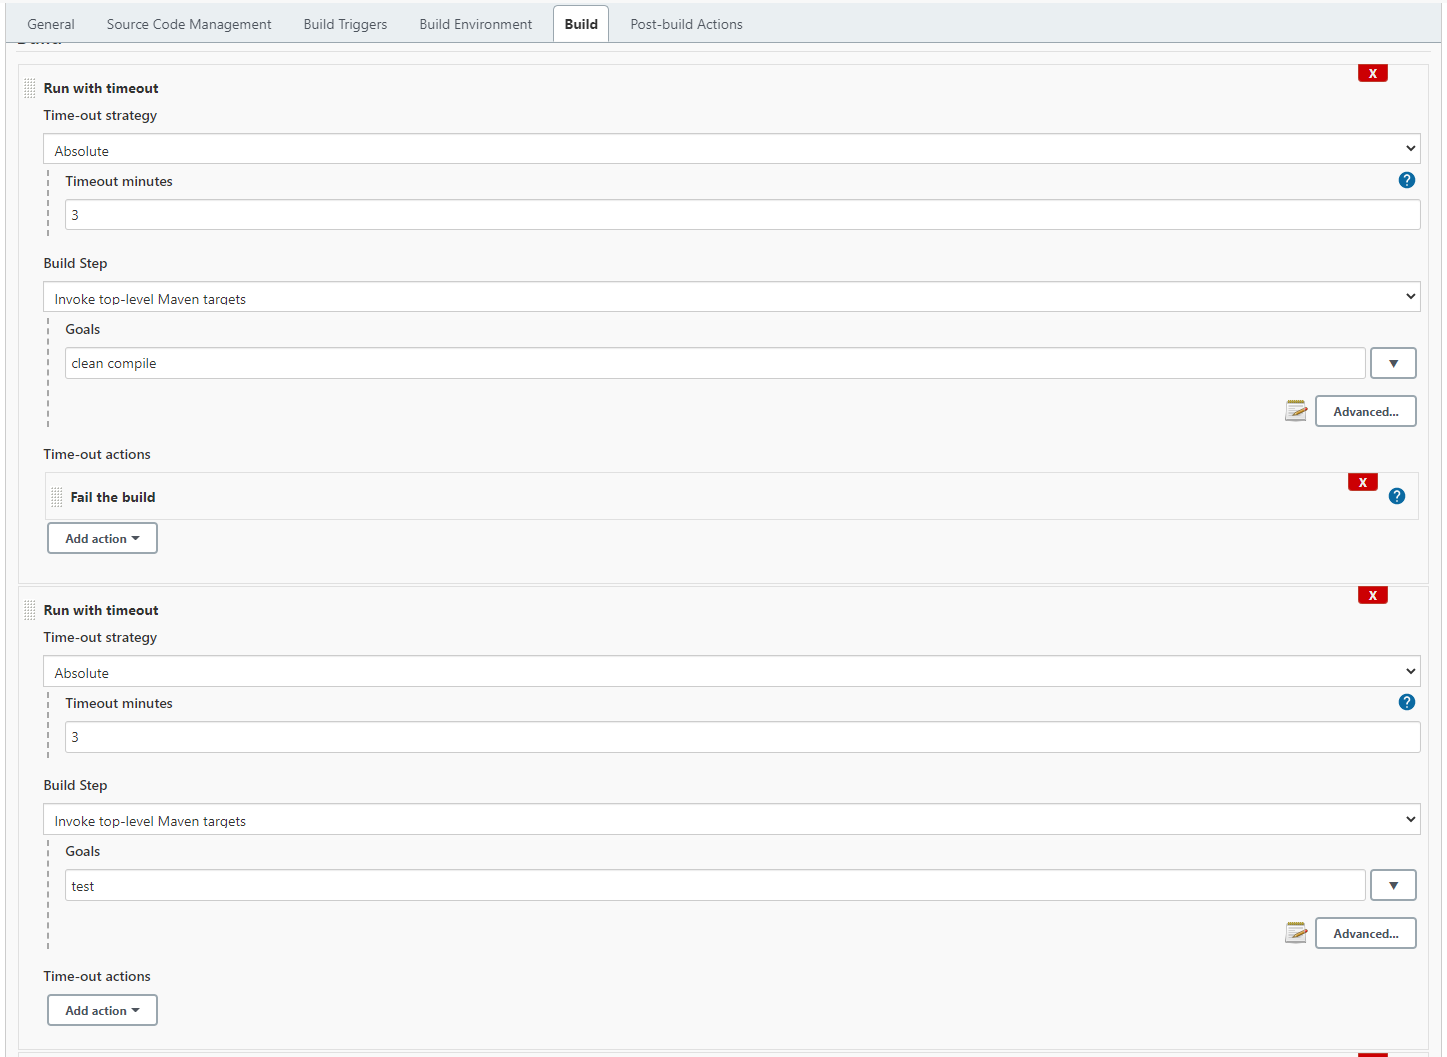 General Source Code Management Build Triggers Build Environment Build Post-build Actions
X
Run with timeout
Time-out strategy
Absolute
Timeout minutes
?
3
Build Step
Invoke top-level Maven targets
Goals
clean compile
Advanced...
Time-out actions
X
Fail the build
?
Add action
X
Run with timeout
Time-out strategy
Absolute
Timeout minutes
?
3
Build Step
Invoke top-level Maven targets
Goals
test
Advanced...
Time-out actions
Add action